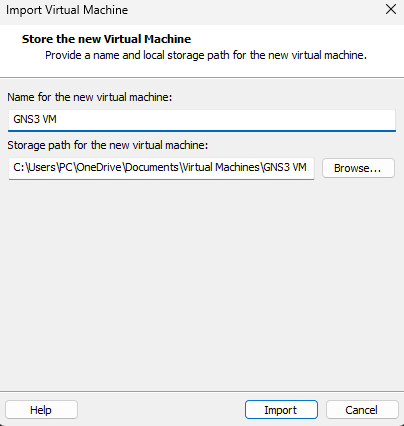 Import Virtual Machine
Store the new Virtual Machine
Provide a name and local storage path for the new virtual machine.
Name for the new virtual machine:
GNS3 VM
Storage path for the new virtual machine:
C:\Users\PC\OneDrive\Documents\Virtual Machines\GNS3 VM
Browse...
Help
Import
Cancel